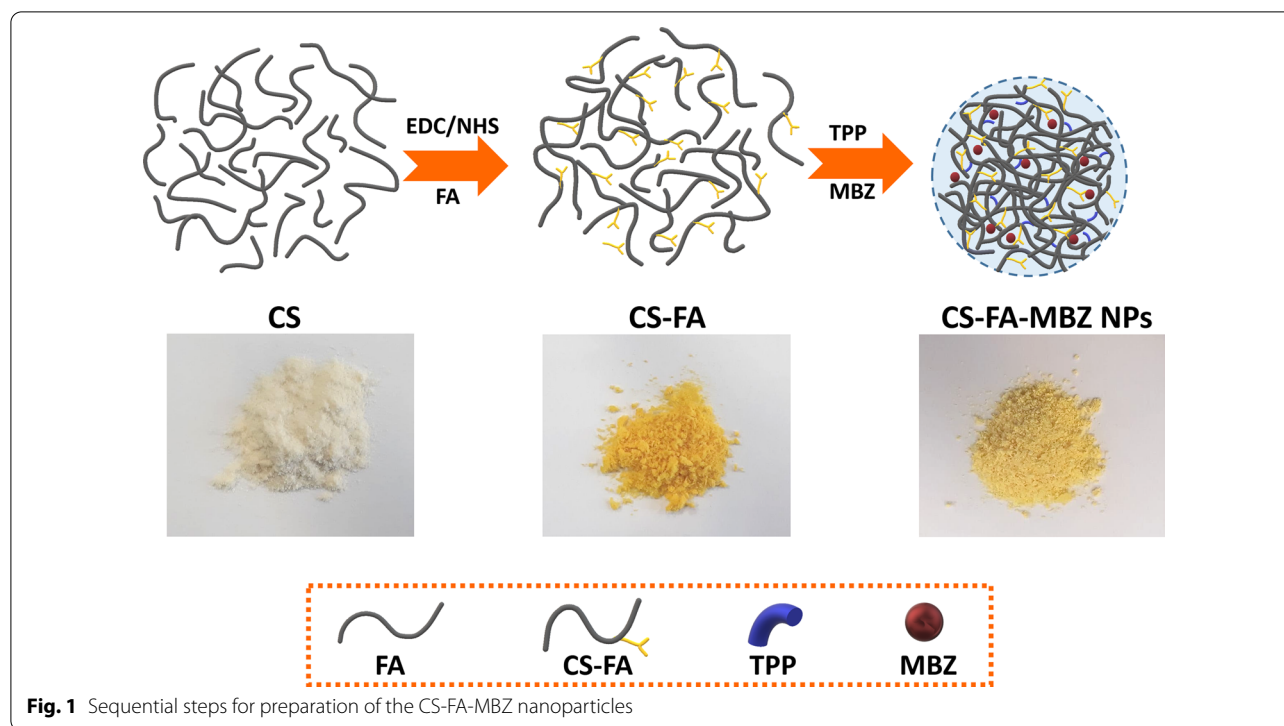 EDC/NHS
FA
TPP
MBZ
CS
CS-FA
CS-FA-MBZ NPs
FA
CS-FA
TPP
MBZ
Fig. 1 Sequential steps for preparation of the CS-FA-MBZ nanoparticles